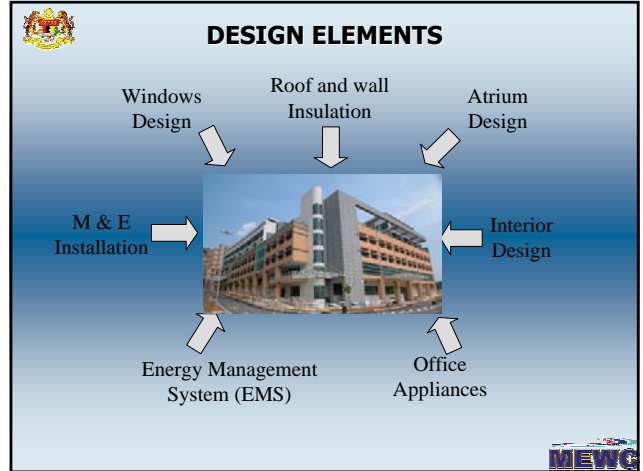 DESIGN ELEMENTS
Windows
Design
Roof and wall
Insulation
Atrium
Design
M & E
Installation
Interior
Design
Energy Management
System (EMS)
Office
Appliances
MEWC